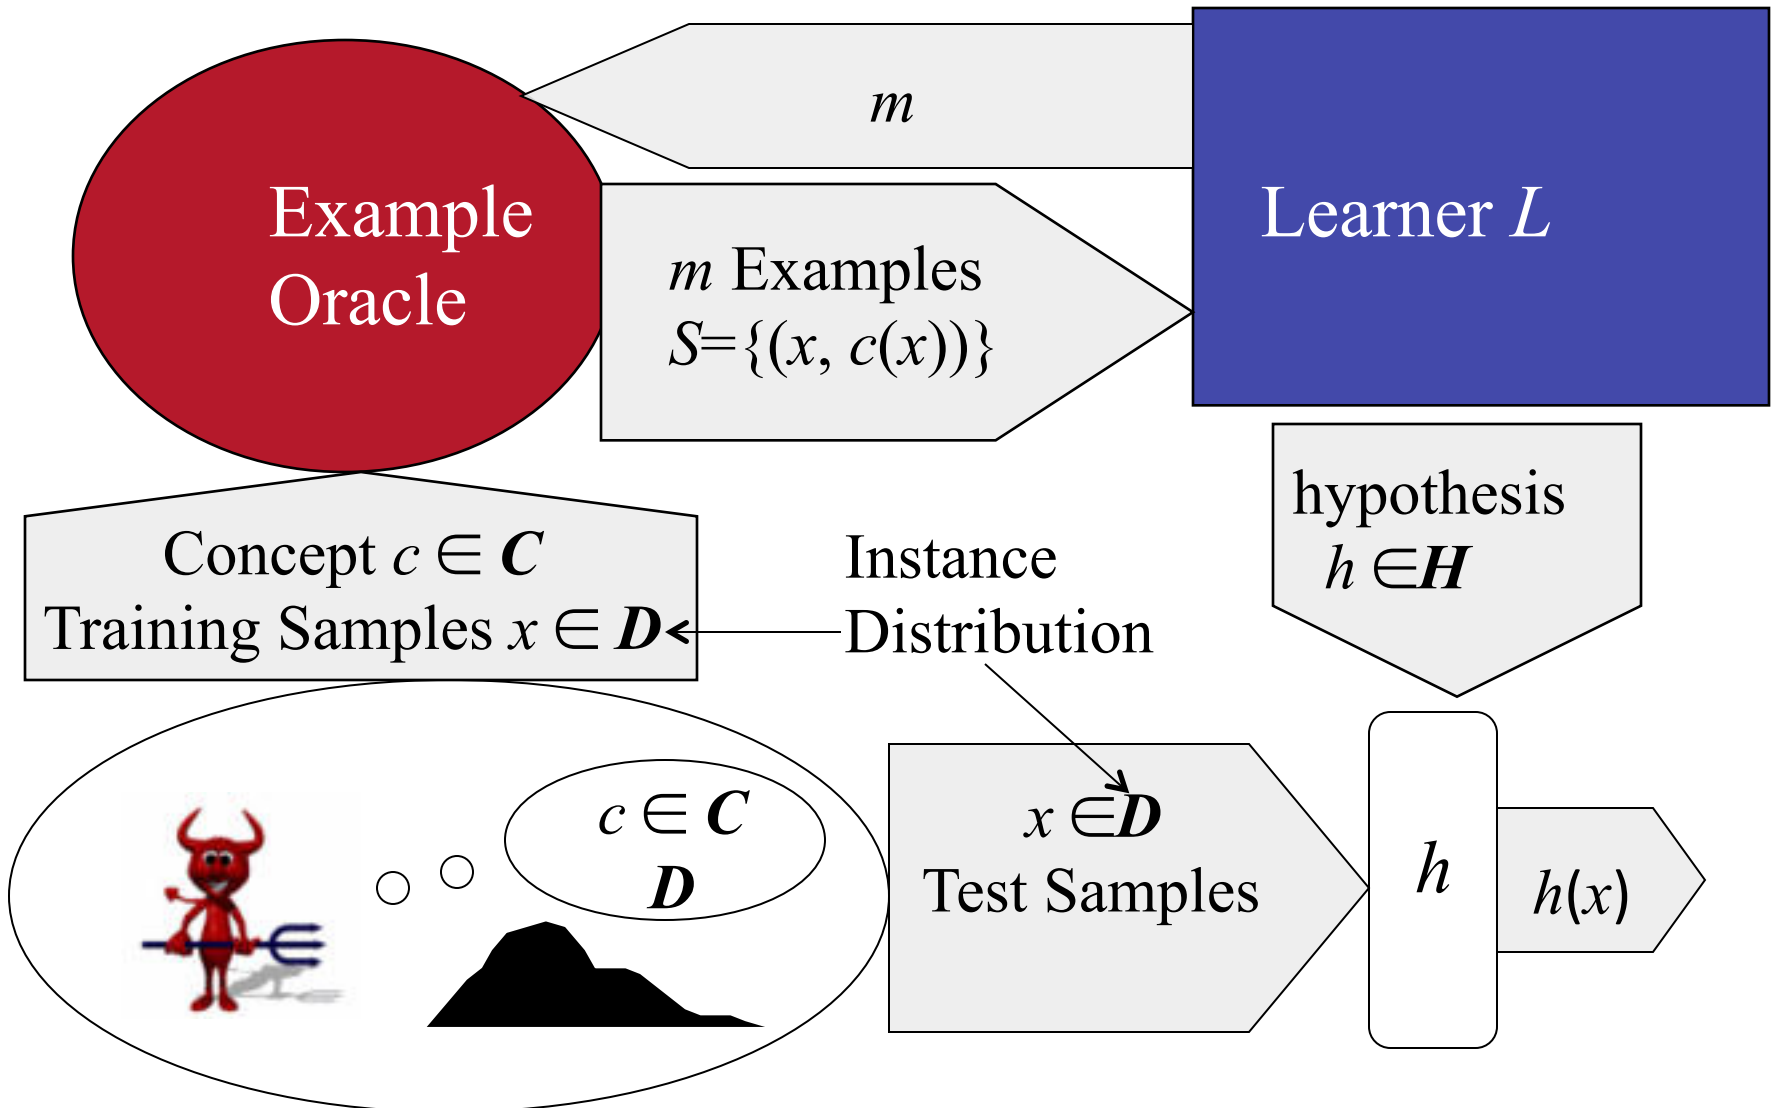 m
Example
Oracle
Learner L
m Examples
S={(x, c(x))}
hypothesis
h ∈H
Concept c ∈ C
Training Samples x ∈ D
Instance
Distribution
c ∈ C
D
x ∈D
Test Samples
h
h(x)